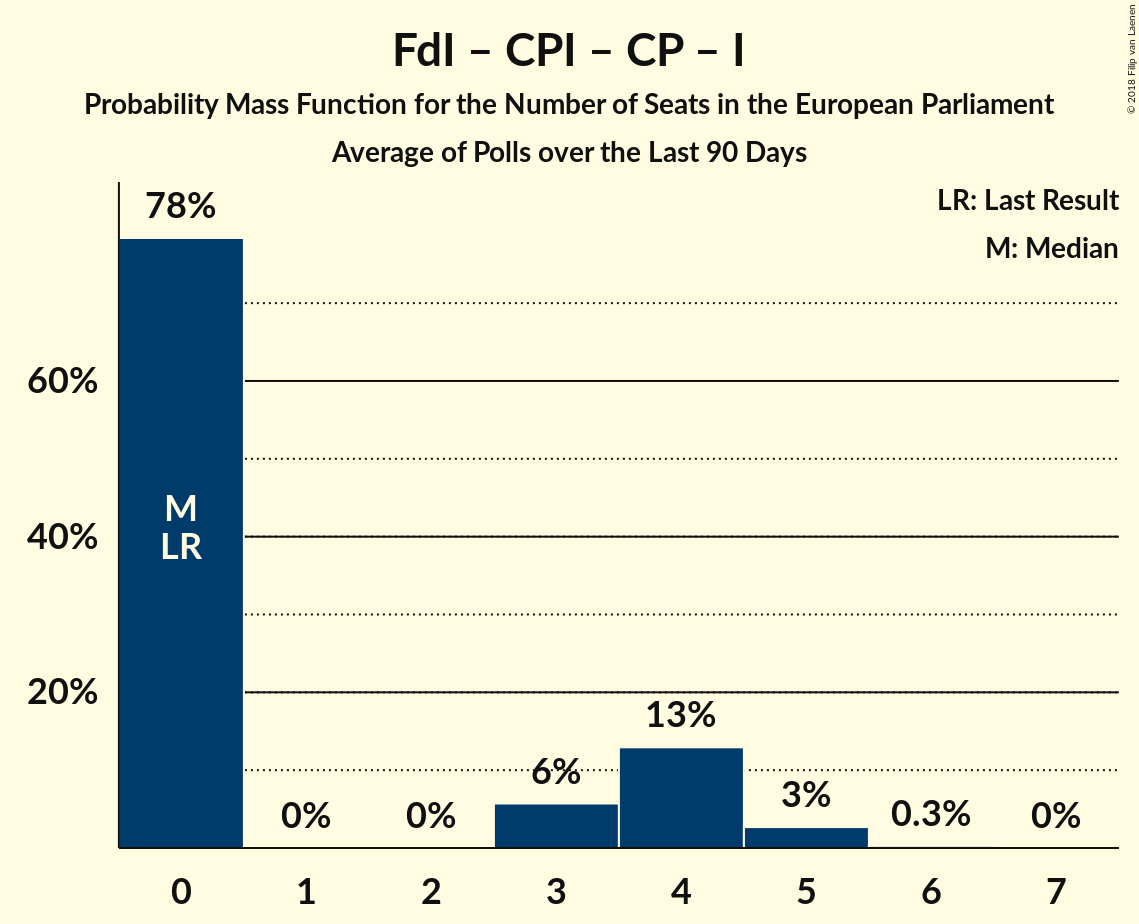 FdI – CPI – CP – I
Probability Mass Function for the Number of Seats in the European Parliament
Average of Polls over the Last 90 Days
© 2018 Filip van Laenen
LR: Last Result
M: Median
78%
60%
40%
20%
M
LR
0%
0%
6%
13%
3%
0.3%
0%
0 1 2 3 4 5 6 7